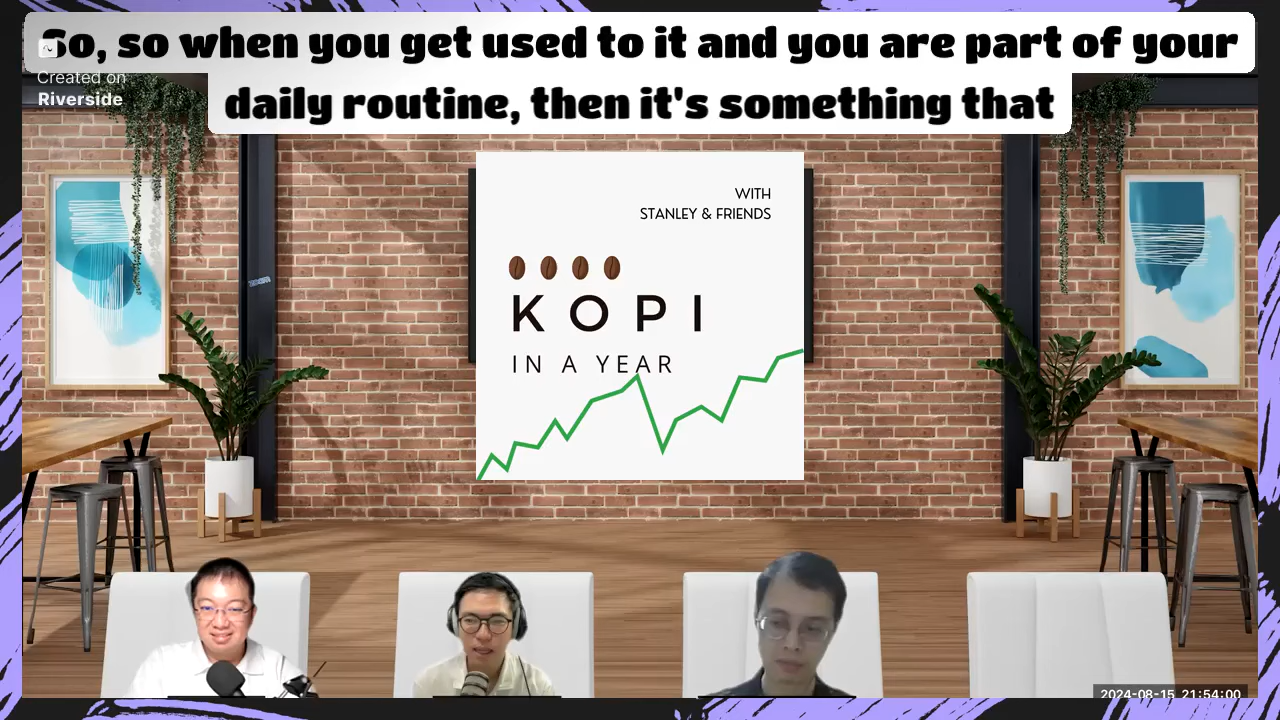 So, so when you get used to it and you are part of your
daily routine, then it's something that
Created on
Riverside
WITH
STANLEY & FRIENDS
KOPI
IN A YEAR
2024-08-15 21:54:00